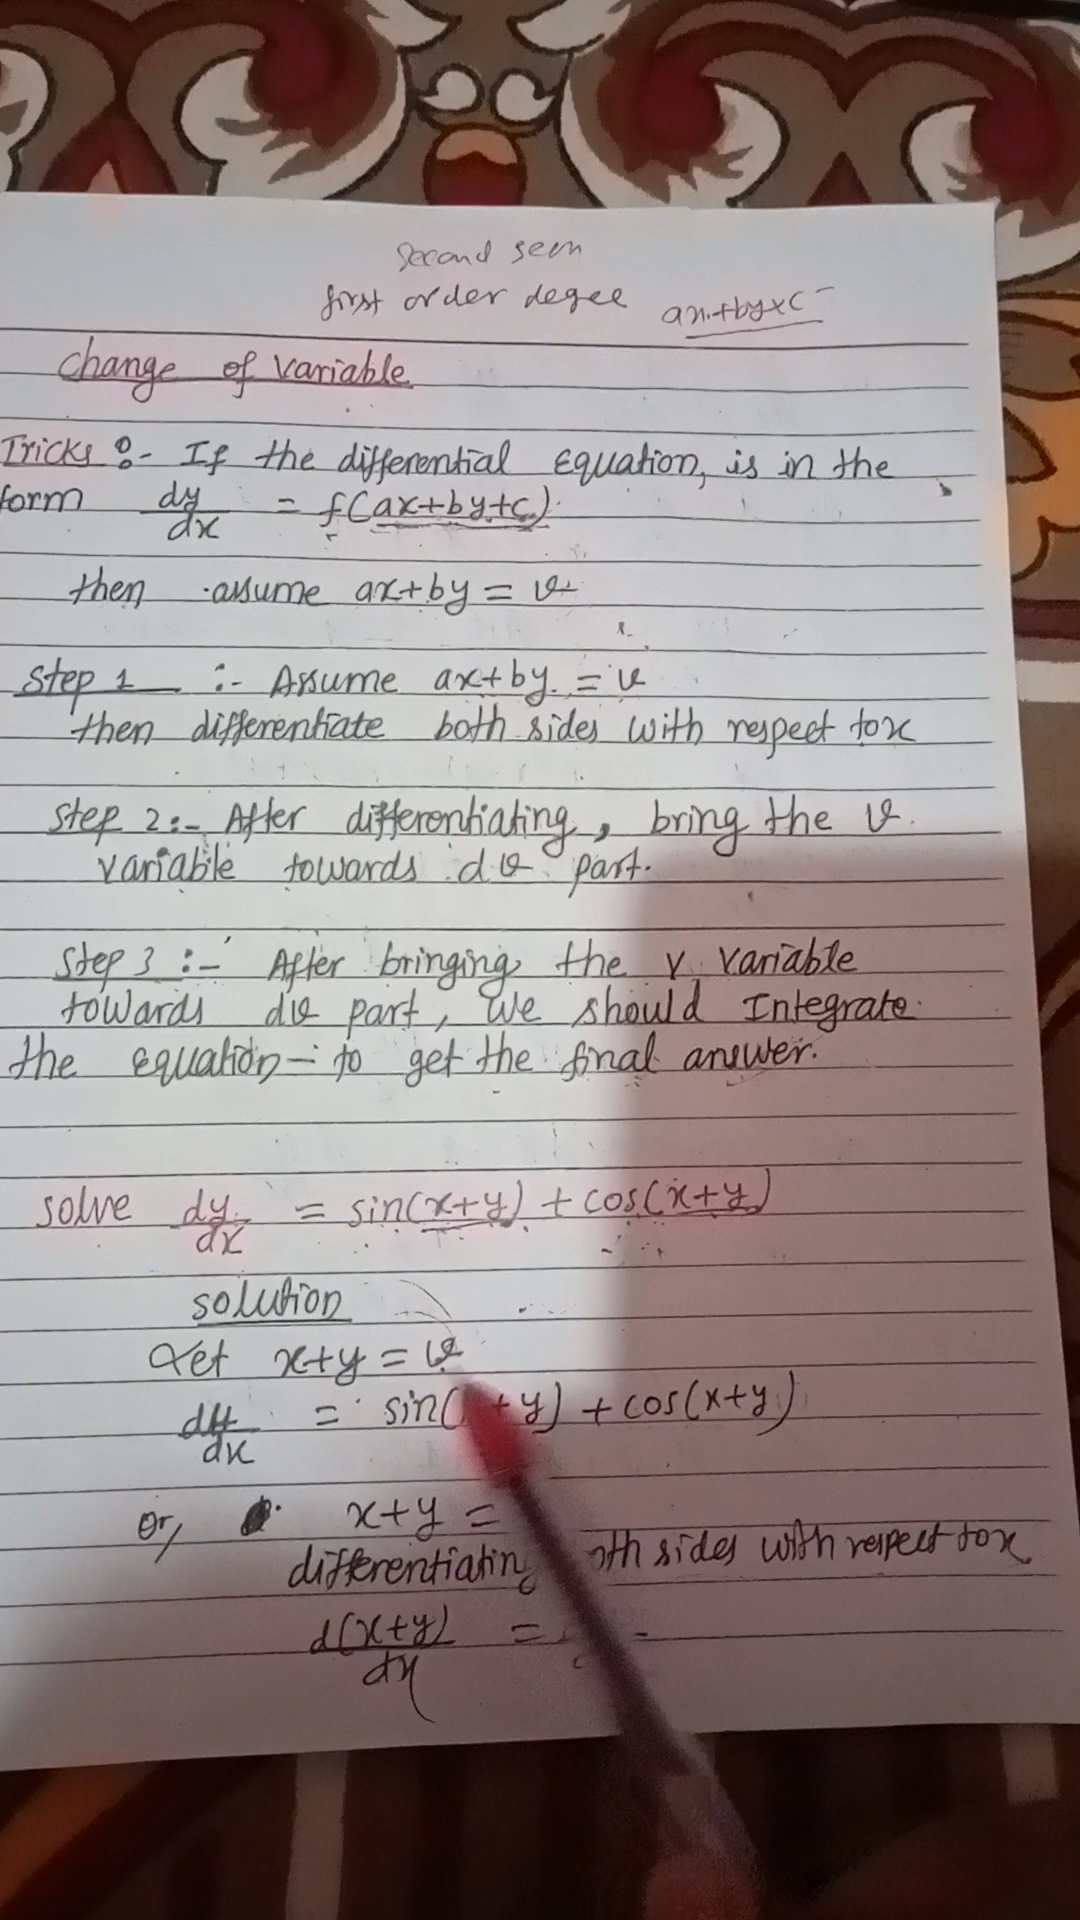 Second sem
first order degee
ax+by+c
Change of variable
Tricks :- If the differential equation, is in the
form dy/dx = f(ax+by+c).
then assume ax+by = v
Step 1 :- Assume ax+by = v
then differentiate both sides with respect to x
Step 2:- After differentiating, bring the v
variable towards dv part.
Step 3 :- After bringing the v variable
towards dv part, we should Integrate
the equation to get the final answer.
solve dy/dx = sin(x+y) + cos(x+y)
solution
Let x+y = v
dy/dx = sin( +y) + cos(x+y)
or, x+y =
differentiatin both sides with respect to x
d(x+y)/dx =